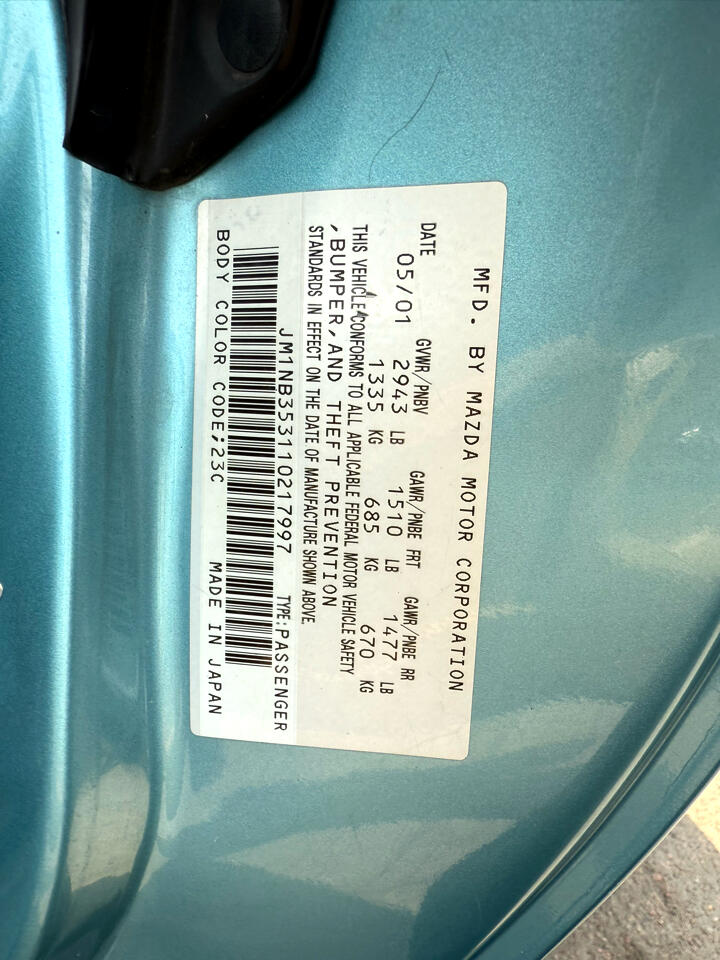 MFD. BY MAZDA MOTOR CORPORATION
DATE GVWR/PNBV GAWR/PNBE FRT GAWR/PNBE RR
05/01 2943 LB 1510 LB 1477 LB
1335 KG 685 KG 670 KG
THIS VEHICLE CONFORMS TO ALL APPLICABLE FEDERAL MOTOR VEHICLE SAFETY
,BUMPER,AND THEFT PREVENTION
STANDARDS IN EFFECT ON THE DATE OF MANUFACTURE SHOWN ABOVE.
JM1NB353110217997 TYPE:PASSENGER
BODY COLOR CODE;23C MADE IN JAPAN